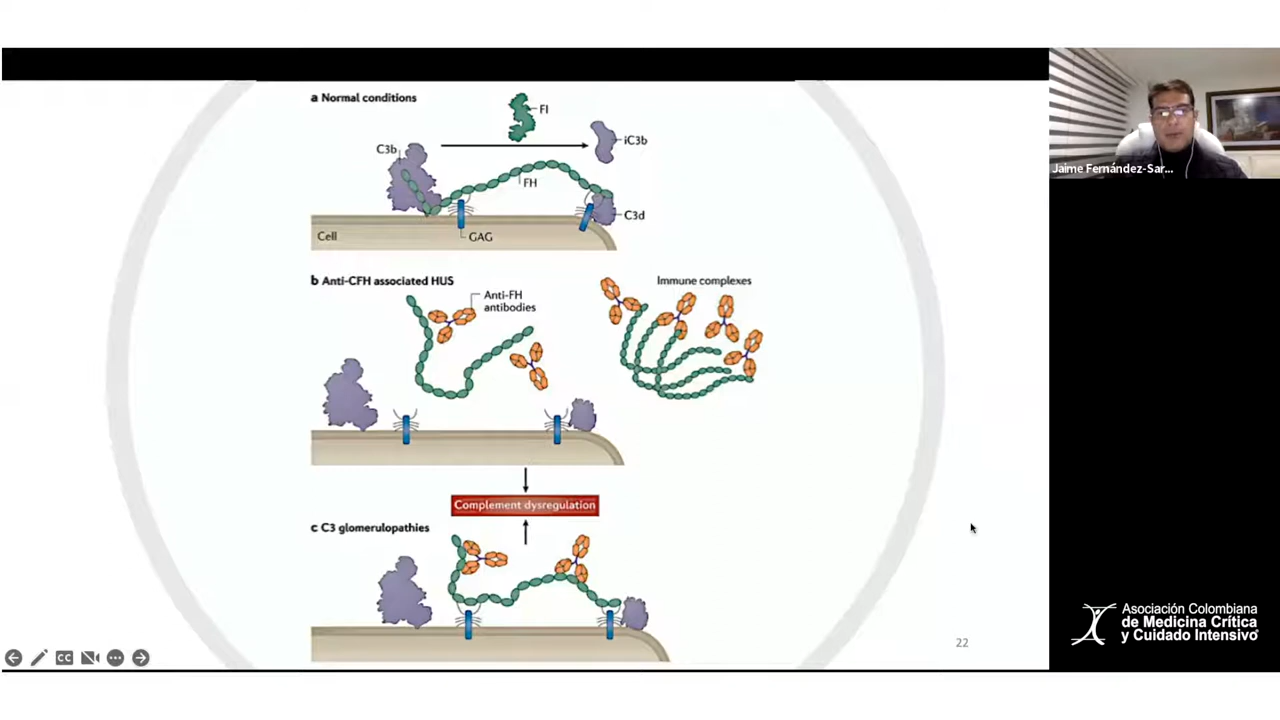 a Normal conditions
FI
C3b
iC3b
FH
C3d
Cell
GAG
b Anti-CFH associated HUS
Immune complexes
Anti-FH
antibodies
Complement dysregulation
c C3 glomerulopathies
22
CC
Jaime Fernández-Sar...
Asociación Colombiana
de Medicina Crítica
y Cuidado Intensivo